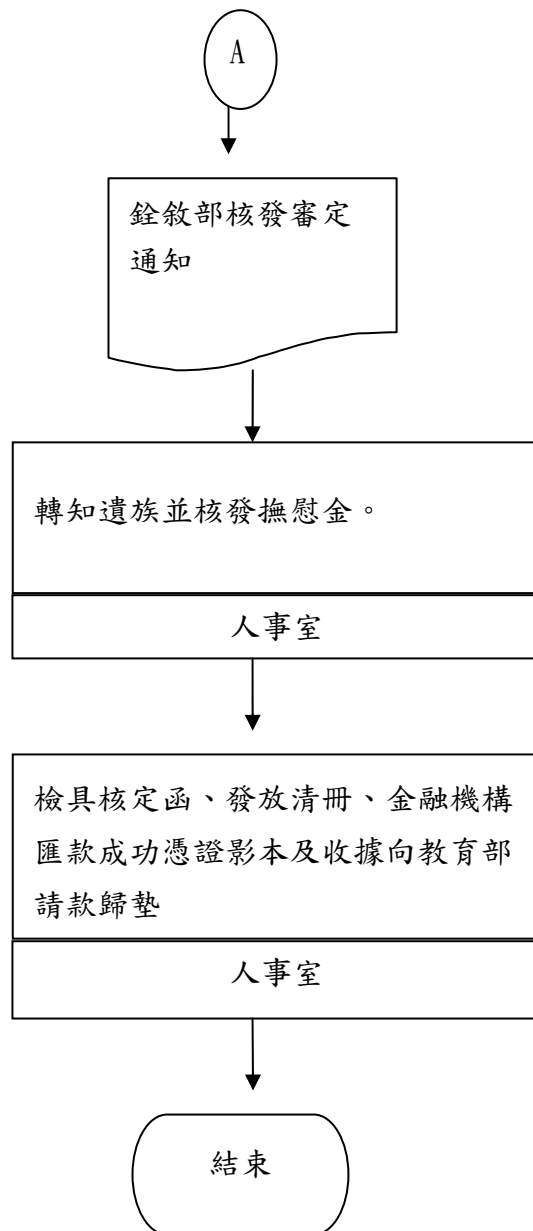 A
銓敘部核發審定
通知
轉知遺族並核發撫慰金。
人事室
檢具核定函、發放清冊、金融機構
匯款成功憑證影本及收據向教育部
請款歸墊
人事室
結束